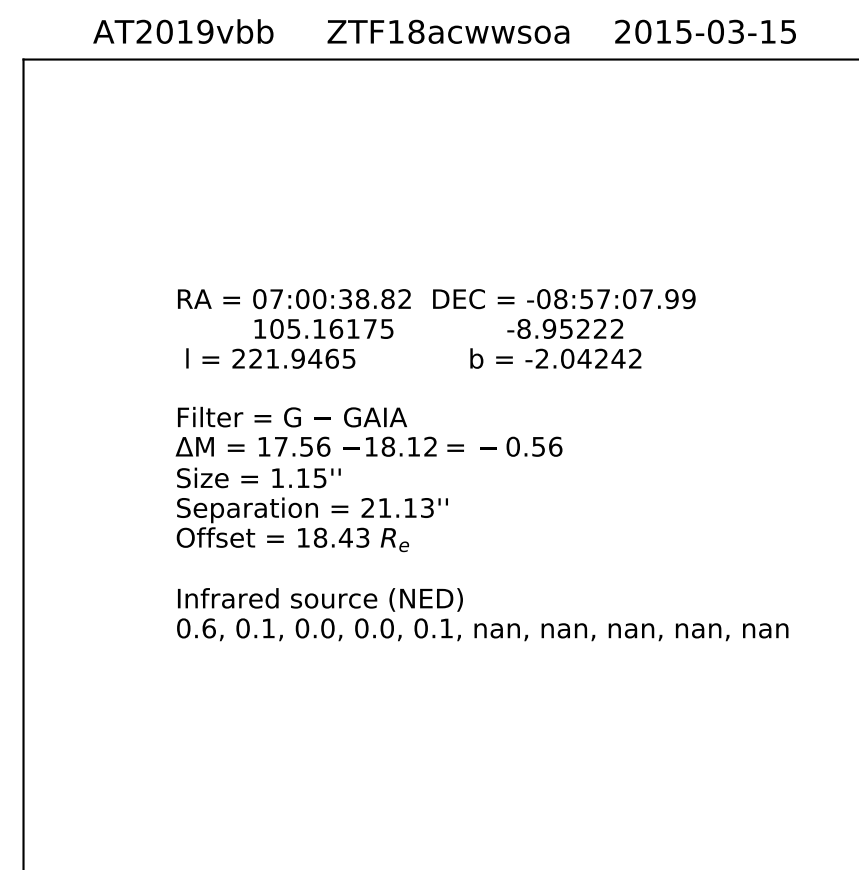 AT2019vbb ZTF18acwwsoa 2015-03-15
RA = 07:00:38.82 DEC = -08:57:07.99
105.16175 -8.95222
l = 221.9465 b = -2.04242
Filter = G − GAIA
ΔM = 17.56 −18.12 = − 0.56
Size = 1.15''
Separation = 21.13''
Offset = 18.43 Re
Infrared source (NED)
0.6, 0.1, 0.0, 0.0, 0.1, nan, nan, nan, nan, nan